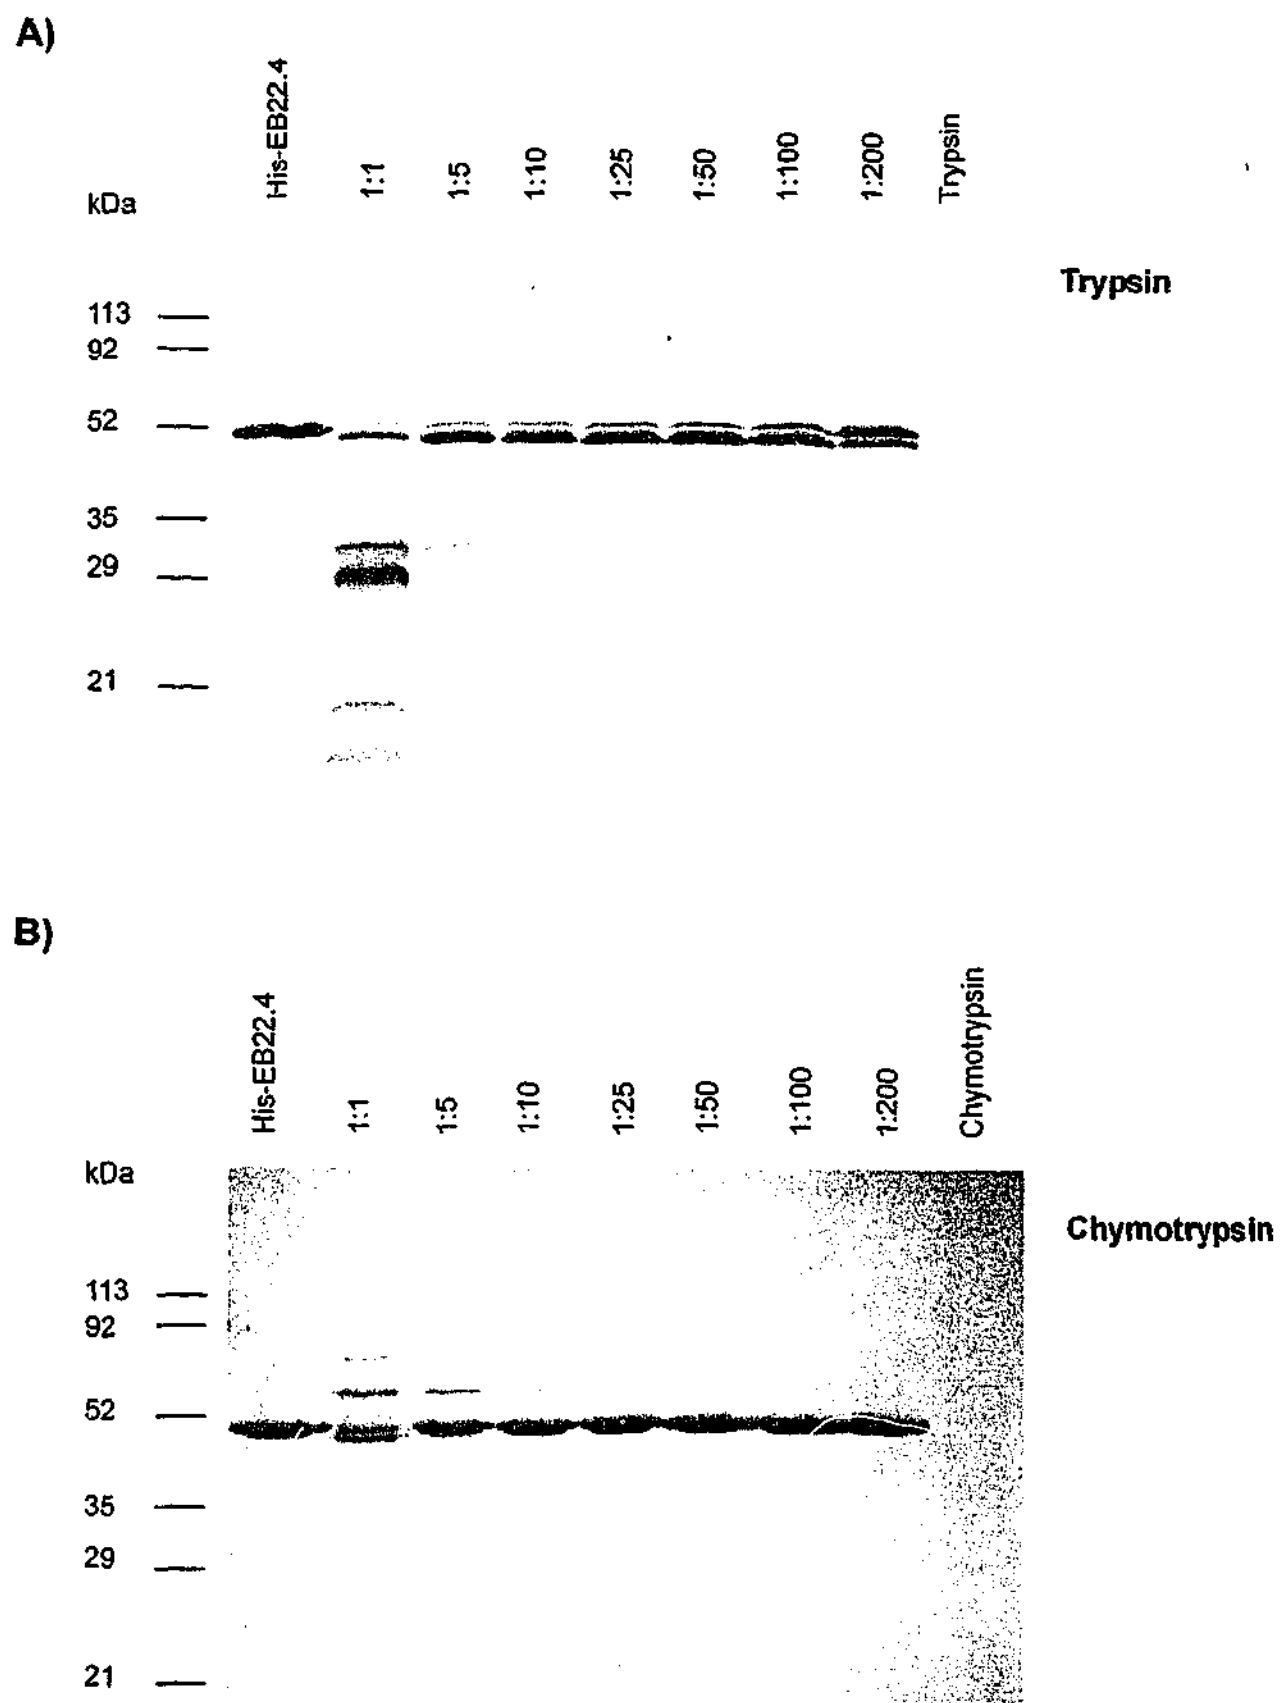 A)
His-EB22.4 1:1 1:5 1:10 1:25 1:50 1:100 1:200 Trypsin
kDa
Trypsin
113
92
52
35
29
21
B)
His-EB22.4 1:1 1:5 1:10 1:25 1:50 1:100 1:200 Chymotrypsin
kDa
Chymotrypsin
113
92
52
35
29
21